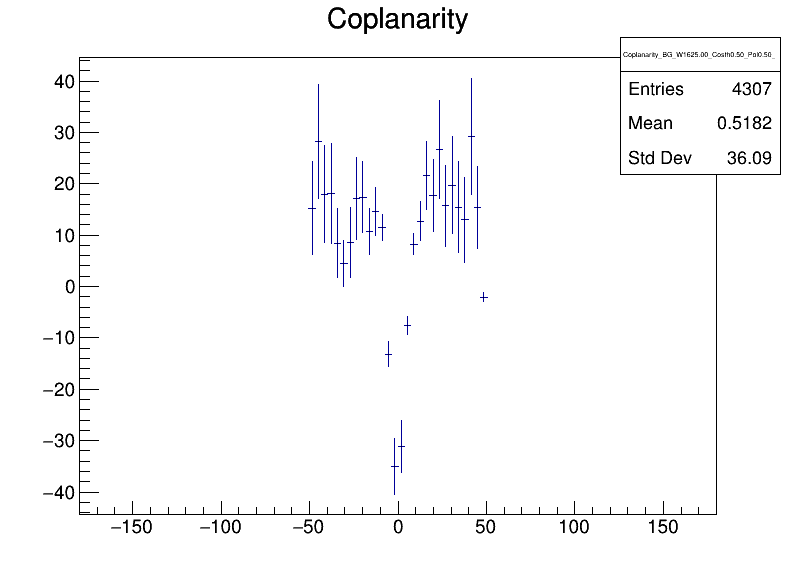 Coplanarity
Coplanarity_BG_W1625.00_Costh0.50_Pol0.50_
Entries 4307
Mean 0.5182
Std Dev 36.09
40
30
20
10
0
−10
−20
−30
−40
−150 −100 −50 0 50 100 150